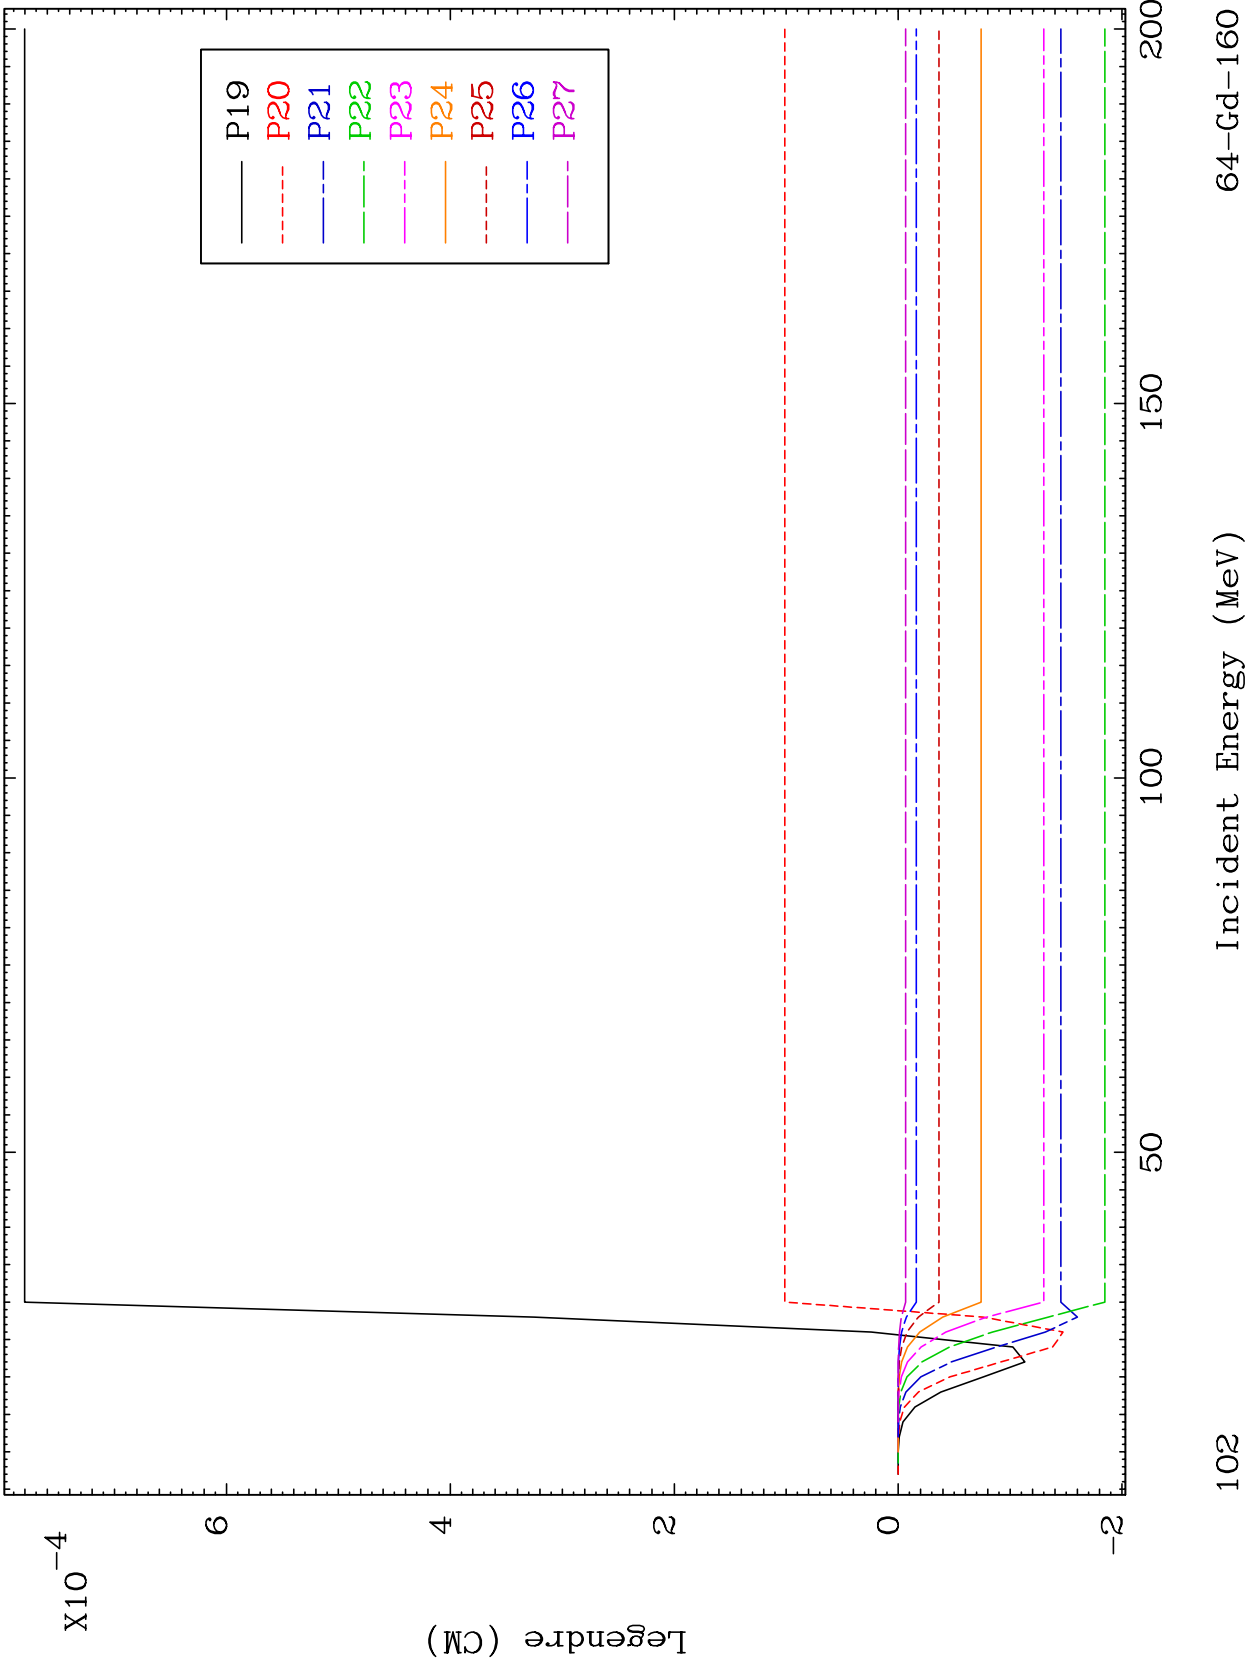 X10
-4
6
4
2
0
-2
Legendre (CM)
P19
P20
P21
P22
P23
P24
P25
P26
P27
50
100
150
200
102
Incident Energy (MeV)
64-Gd-160